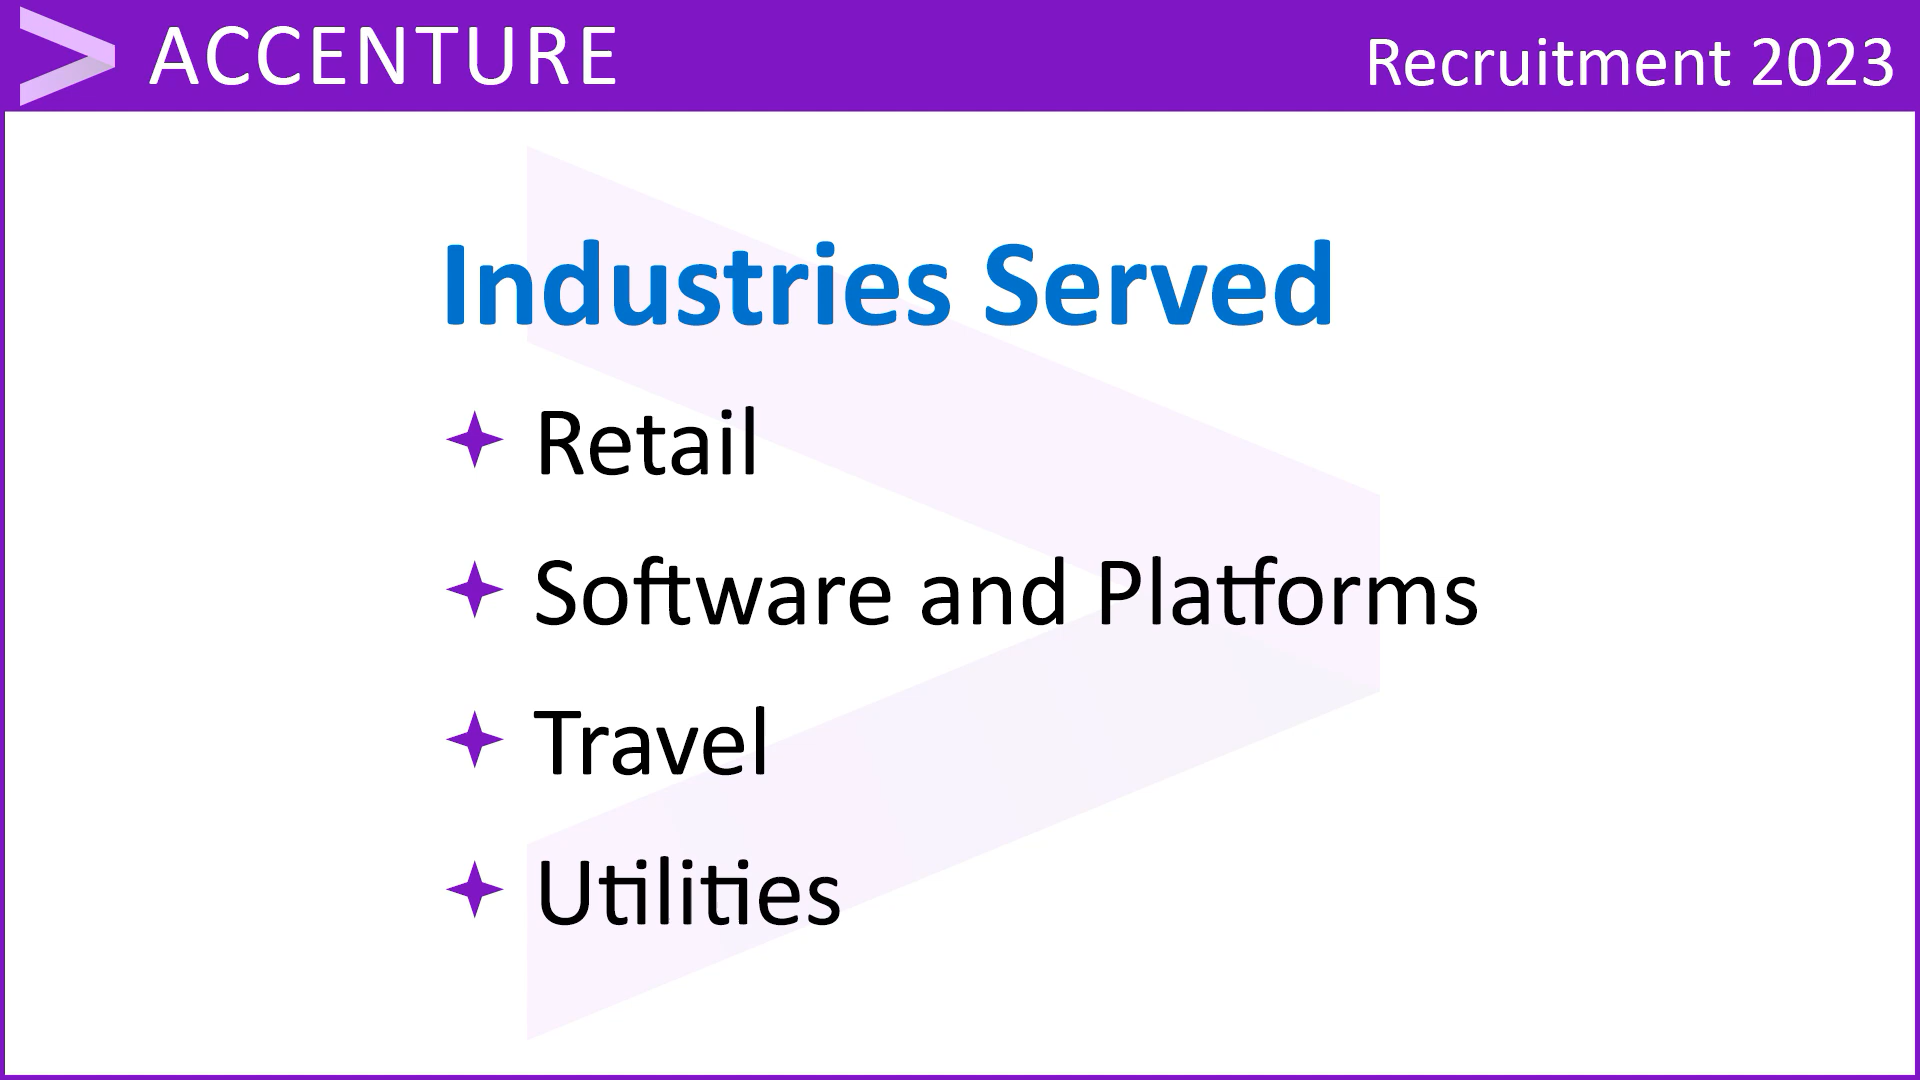 ACCENTURE
Recruitment 2023
Industries Served
Retail
Software and Platforms
Travel
Utilities